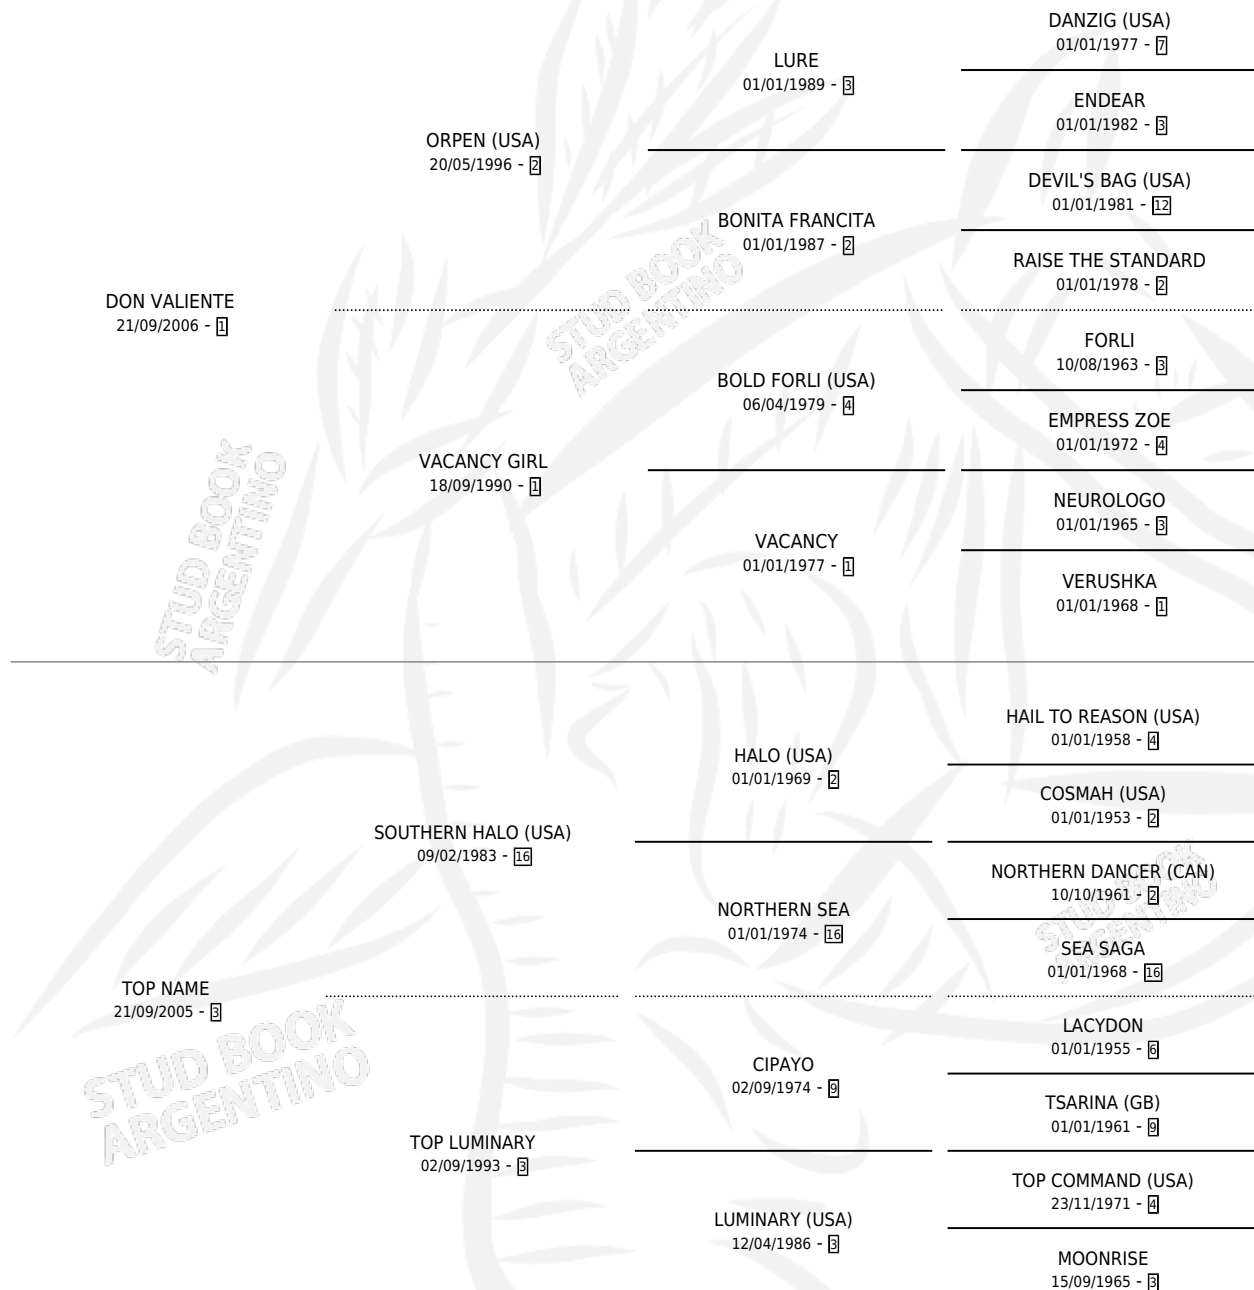 DANZIG (USA)
01/01/1977 - 7
LURE
01/01/1989 - 3
ENDEAR
01/01/1982 - 3
ORPEN (USA)
20/05/1996 - 2
DEVIL'S BAG (USA)
01/01/1981 - 12
BONITA FRANCITA
01/01/1987 - 2
RAISE THE STANDARD
01/01/1978 - 2
DON VALIENTE
21/09/2006 - 1
FORLI
10/08/1963 - 3
BOLD FORLI (USA)
06/04/1979 - 4
EMPRESS ZOE
01/01/1972 - 4
VACANCY GIRL
18/09/1990 - 1
NEUROLOGO
01/01/1965 - 3
VACANCY
01/01/1977 - 1
VERUSHKA
01/01/1968 - 1
HAIL TO REASON (USA)
01/01/1958 - 4
HALO (USA)
01/01/1969 - 2
COSMAH (USA)
01/01/1953 - 2
SOUTHERN HALO (USA)
09/02/1983 - 16
NORTHERN DANCER (CAN)
10/10/1961 - 2
NORTHERN SEA
01/01/1974 - 16
SEA SAGA
01/01/1968 - 16
TOP NAME
21/09/2005 - 3
LACYDON
01/01/1955 - 6
CIPAYO
02/09/1974 - 9
TSARINA (GB)
01/01/1961 - 9
TOP LUMINARY
02/09/1993 - 3
TOP COMMAND (USA)
23/11/1971 - 4
LUMINARY (USA)
12/04/1986 - 3
MOONRISE
15/09/1965 - 3
STUD BOOK
ARGENTINO
STUD BOOK
ARGENTINO
STUD BOOK
ARGENTINO
STUD BOOK
ARGENTINO